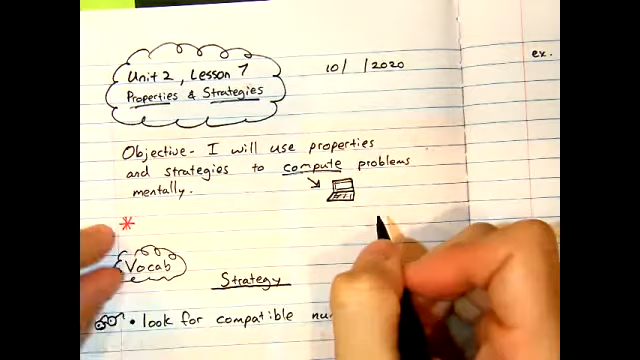 Unit 2, Lesson 7
Properties & Strategies
10/ /2020
ex.
Objective - I will use properties
and strategies to compute problems
mentally.
Vocab
Strategy
• look for compatible